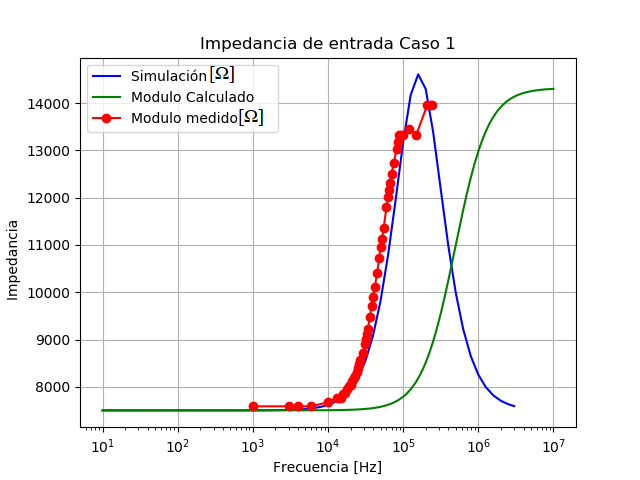 Impedancia de entrada Caso 1
Simulación [Ω]
Modulo Calculado
Modulo medido[Ω]
Impedancia
14000
13000
12000
11000
10000
9000
8000
10¹ 10² 10³ 10⁴ 10⁵ 10⁶ 10⁷
Frecuencia [Hz]